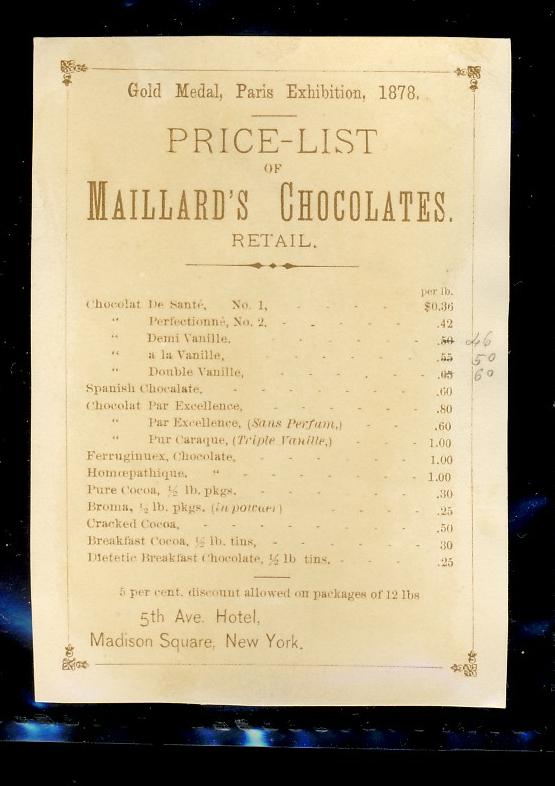 Gold Medal, Paris Exhibition, 1878.
PRICE-LIST
OF
MAILLARD'S CHOCOLATES.
RETAIL.
per lb.
Chocolat De Santé, No. 1, - - - - - $0.36
" Perfectionné, No. 2, - - - - - .42
" Demi Vanille, - - - - - - .50 46
" a la Vanille, - - - - - - .55 50
" Double Vanille, - - - - - .65 60
Spanish Chocalate, - - - - - - .60
Chocolat Par Excellence, - - - - - .80
" Par Excellence, (Sans Perfum,) - - .60
" Pur Caraque, (Triple Vanille,) - - - 1.00
Ferruginuex, Chocolate, - - - - - 1.00
Homœpathique, " - - - - - - 1.00
Pure Cocoa, ½ lb. pkgs. - - - - - .30
Broma, ½ lb. pkgs. (in powder) - - - - .25
Cracked Cocoa, - - - - - - - .50
Breakfast Cocoa, ½ lb. tins, - - - - - 30
Dietetic Breakfast Chocolate, ½ lb tins, - - - - .25
5 per cent. discount allowed on packages of 12 lbs
5th Ave. Hotel,
Madison Square, New York.